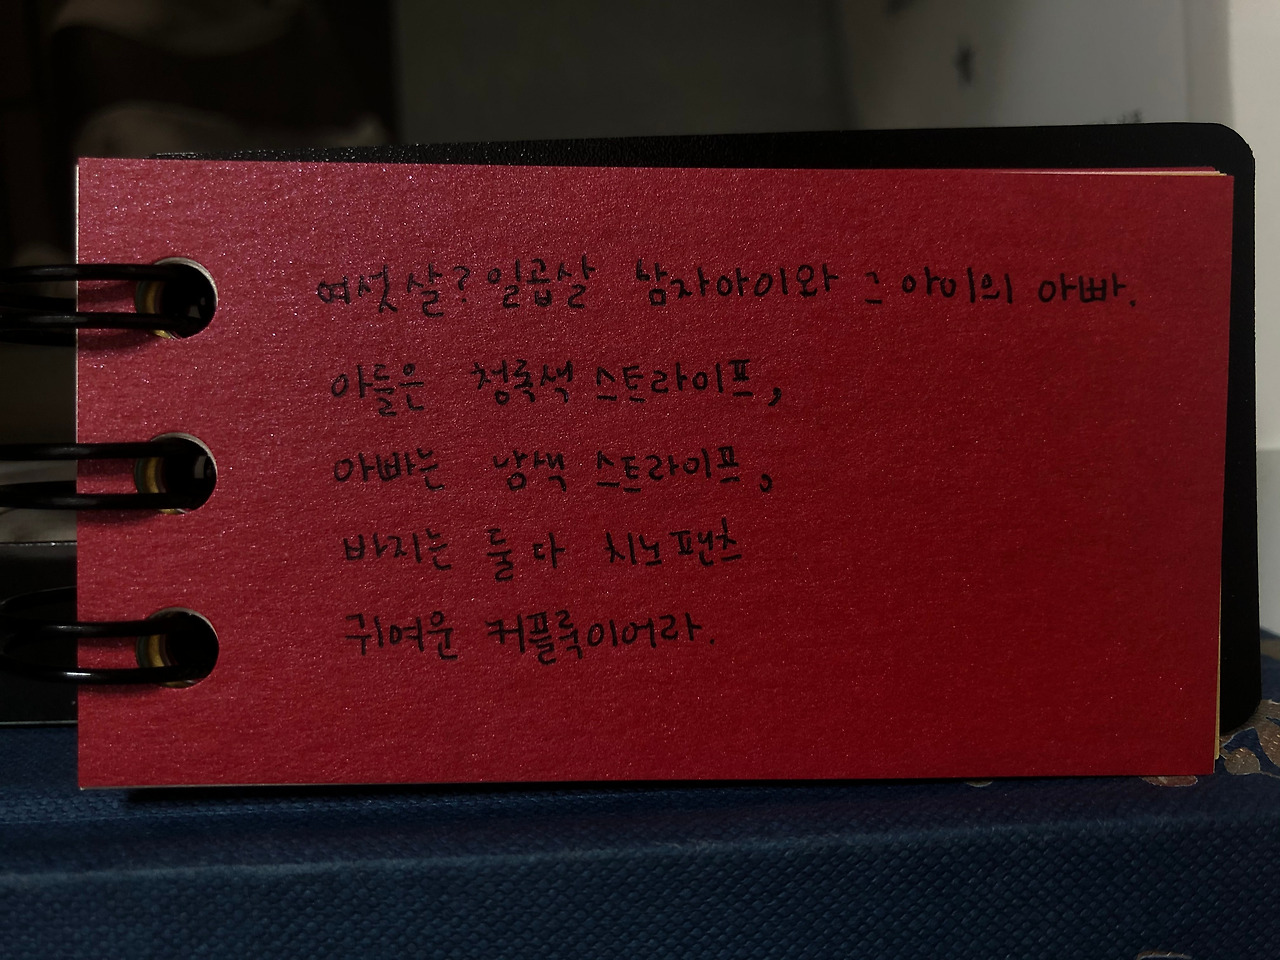 여섯살? 일곱살 남자아이와 그 아이의 아빠.
아들은 청록색 스트라이프,
아빠는 남색 스트라이프,
바지는 둘 다 치노팬츠
귀여운 커플룩이어라.